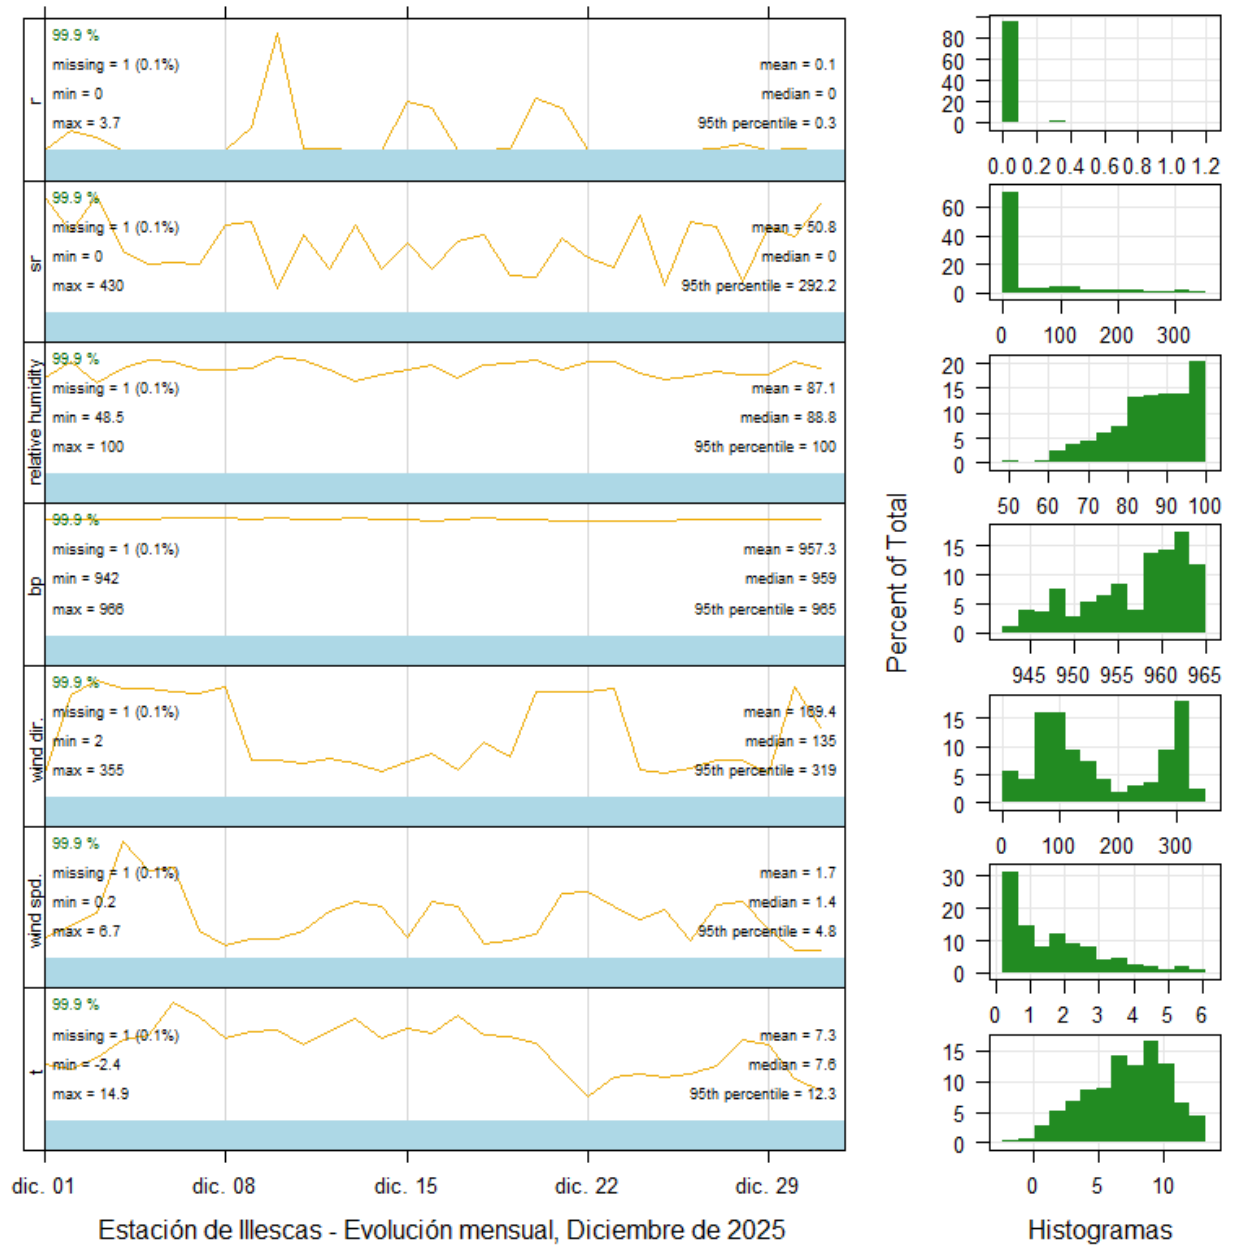 r
99.9 %
missing = 1 (0.1%)
min = 0
max = 3.7
mean = 0.1
median = 0
95th percentile = 0.3
sr
99.9 %
missing = 1 (0.1%)
min = 0
max = 430
mean = 50.8
median = 0
95th percentile = 292.2
relative humidity
99.9 %
missing = 1 (0.1%)
min = 48.5
max = 100
mean = 87.1
median = 88.8
95th percentile = 100
bp
99.9 %
missing = 1 (0.1%)
min = 942
max = 966
mean = 957.3
median = 959
95th percentile = 965
wind dir.
99.9 %
missing = 1 (0.1%)
min = 2
max = 355
mean = 169.4
median = 135
95th percentile = 319
wind spd.
99.9 %
missing = 1 (0.1%)
min = 0.2
max = 6.7
mean = 1.7
median = 1.4
95th percentile = 4.8
t
99.9 %
missing = 1 (0.1%)
min = -2.4
max = 14.9
mean = 7.3
median = 7.6
95th percentile = 12.3
dic. 01 dic. 08 dic. 15 dic. 22 dic. 29
Estación de Illescas - Evolución mensual, Diciembre de 2025
Percent of Total
80
60
40
20
0
0.0 0.2 0.4 0.6 0.8 1.0 1.2
60
40
20
0
0 100 200 300
20
15
10
5
0
50 60 70 80 90 100
15
10
5
0
945 950 955 960 965
15
10
5
0
0 100 200 300
30
20
10
0
0 1 2 3 4 5 6
15
10
5
0
0 5 10
Histogramas